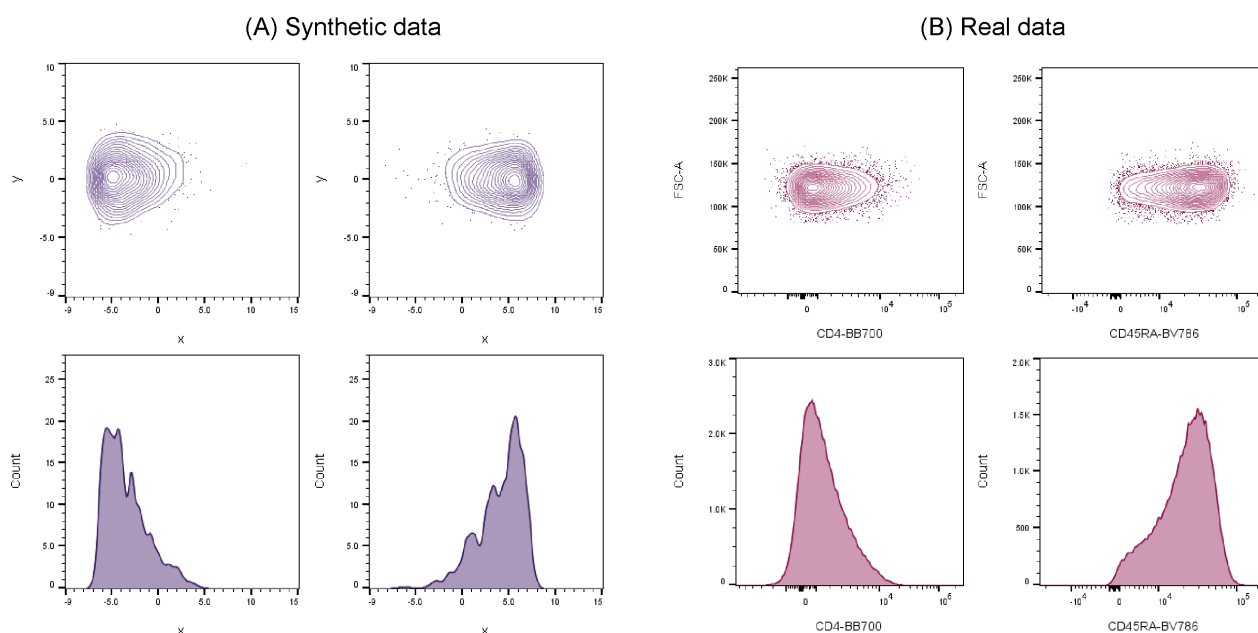 (A) Synthetic data
(B) Real data
10
5.0
0
-5.0
-9
y
-9 -5.0 0 5.0 10 15
x
10
5.0
0
-5.0
-9
y
-9 -5.0 0 5.0 10 15
x
250K
200K
150K
100K
50K
0
FSC-A
0 10^4 10^5
CD4-BB700
250K
200K
150K
100K
50K
0
FSC-A
-10^4 0 10^4 10^5
CD45RA-BV786
25
20
15
10
5.0
0
Count
-9 -5.0 0 5.0 10 15
x
25
20
15
10
5.0
0
Count
-9 -5.0 0 5.0 10 15
x
3.0K
2.0K
1.0K
0
Count
0 10^4 10^5
CD4-BB700
2.0K
1.5K
1.0K
500
0
Count
-10^4 0 10^4 10^5
CD45RA-BV786